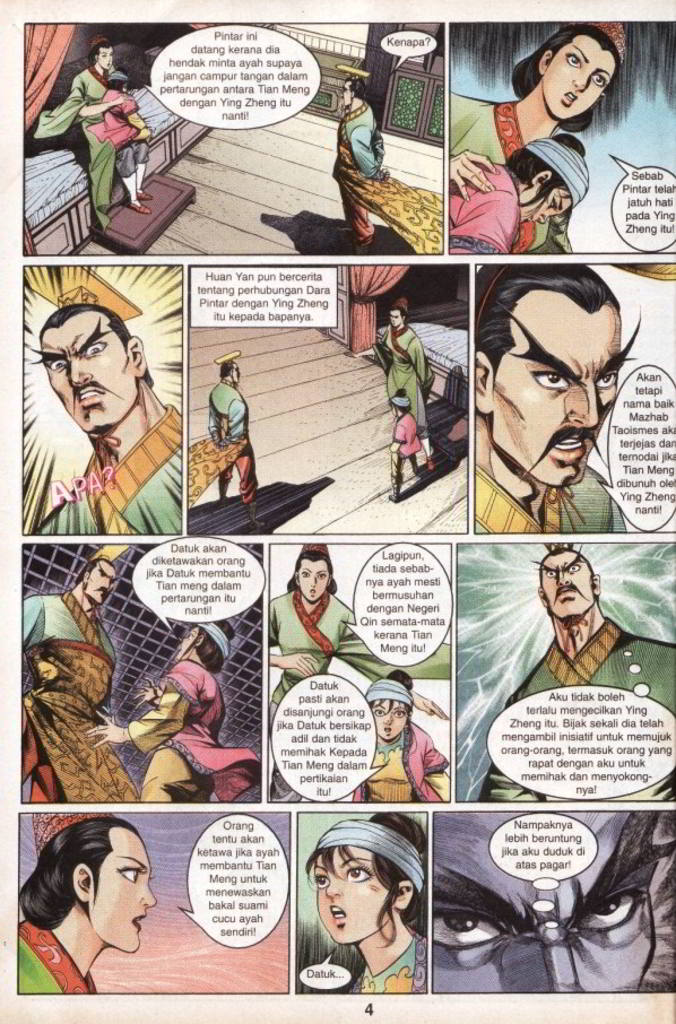 Pintar ini
datang kerana dia
hendak minta ayah supaya
jangan campur tangan dalam
pertarungan antara Tian Meng
dengan Ying Zheng itu
nanti!
Kenapa?
Sebab
Pintar telah
jatuh hati
pada Ying
Zheng itu!
APA?
Huan Yan pun bercerita
tentang perhubungan Dara
Pintar dengan Ying Zheng
itu kepada bapanya.
Akan
tetapi
nama baik
Mazhab
Taoismes aka
terjejas dan
ternodai jika
Tian Meng
dibunuh
Ying Zheng
nanti!
Datuk akan
diketawakan orang
jika Datuk membantu
Tian meng dalam
pertarungan itu
nanti!
Lagipun,
tiada sebab-
nya ayah mesti
bermusuhan
dengan Negeri
Qin semata-mata
kerana Tian
Meng itu!
Datuk
pasti akan
disanjungi orang
jika Datuk bersikap
adil dan tidak
memihak Kepada
Tian Meng dalam
pertikaian
itu!
Aku tidak boleh
terlalu mengecilkan Ying
Zheng itu. Bijak sekali dia telah
mengambil inisiatif untuk memujuk
orang-orang, termasuk orang yang
rapat dengan aku untuk
memihak dan menyokong-
nya!
Orang
tentu akan
ketawa jika ayah
membantu Tian
Meng untuk
menewaskan
bakal suami
cucu ayah
sendiri!
Datuk...
Nampaknya
lebih beruntung
jika aku duduk di
atas pagar!
4